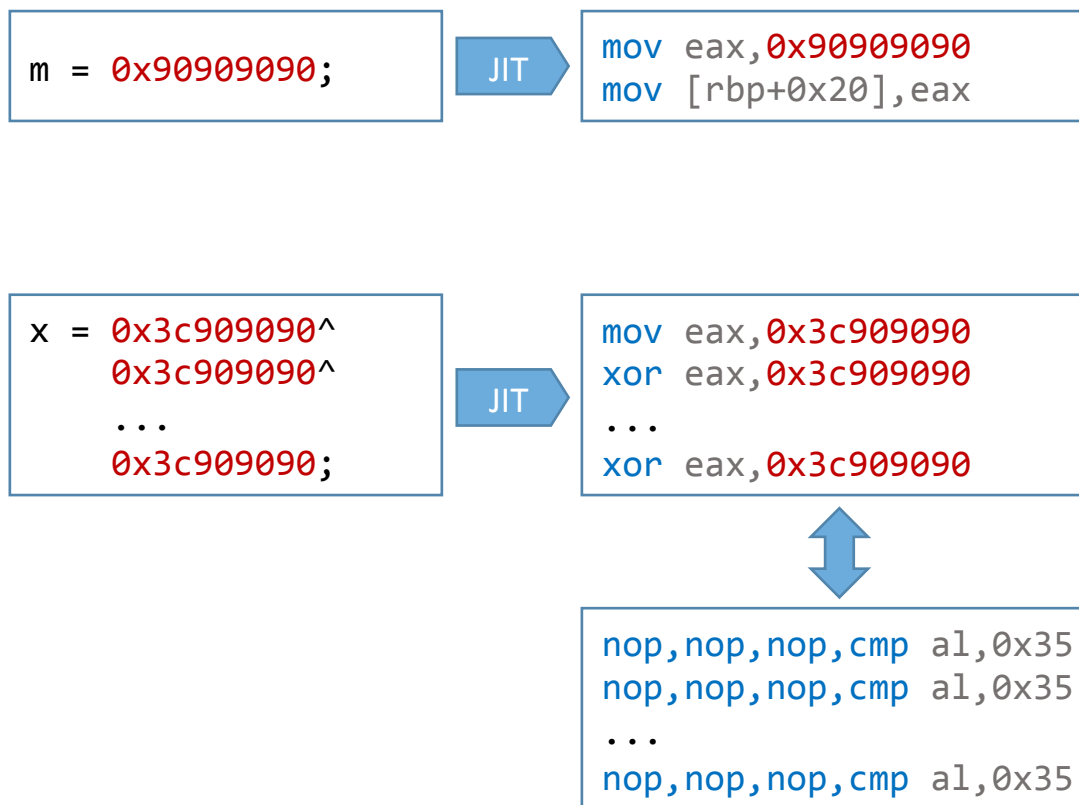 m = 0x90909090;
JIT
mov eax,0x90909090
mov [rbp+0x20],eax
x = 0x3c909090^
0x3c909090^
...
0x3c909090;
JIT
mov eax,0x3c909090
xor eax,0x3c909090
...
xor eax,0x3c909090
nop,nop,nop,cmp al,0x35
nop,nop,nop,cmp al,0x35
...
nop,nop,nop,cmp al,0x35